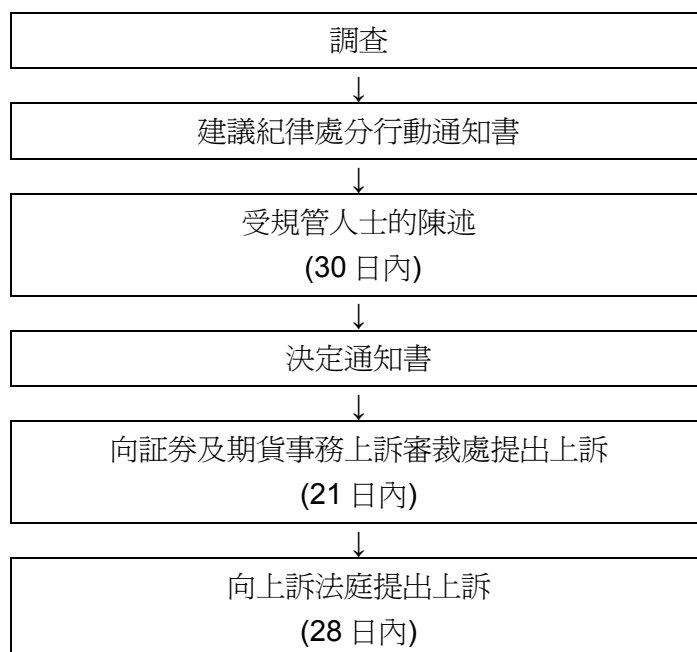 調查
↓
建議紀律處分行動通知書
↓
受規管人士的陳述
(30 日內)
↓
決定通知書
↓
向証券及期貨事務上訴審裁處提出上訴
(21 日內)
↓
向上訴法庭提出上訴
(28 日內)